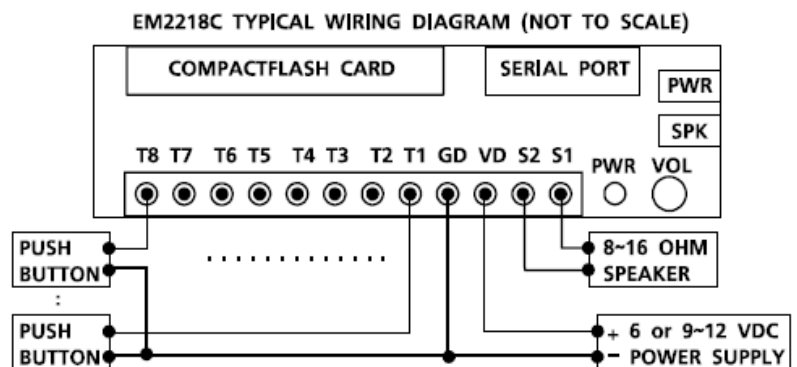 EM2218C TYPICAL WIRING DIAGRAM (NOT TO SCALE)
COMPACTFLASH CARD
SERIAL PORT
PWR
SPK
T8 T7 T6 T5 T4 T3 T2 T1 GD VD S2 S1
PWR VOL
PUSH
BUTTON
:
PUSH
BUTTON
8~16 OHM
SPEAKER
+ 6 or 9~12 VDC
- POWER SUPPLY